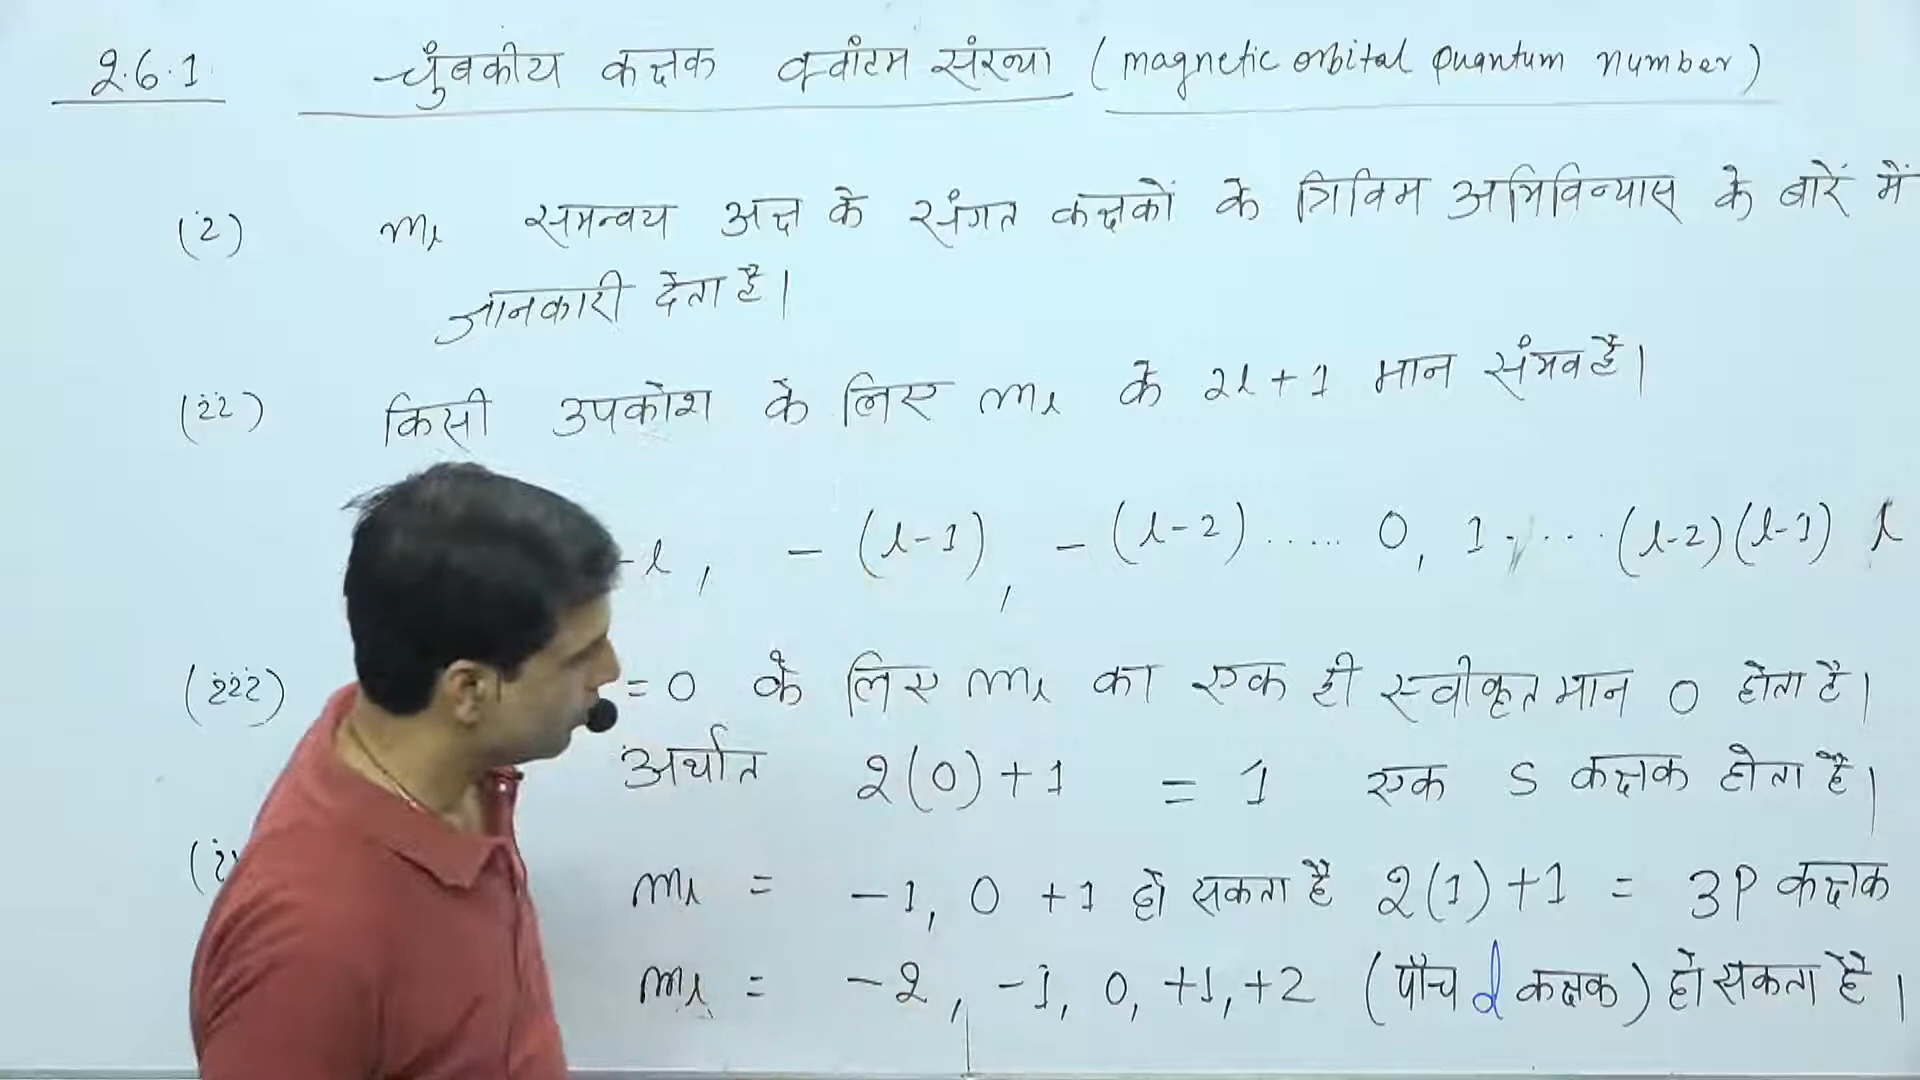 2.6.1 चुंबकीय कक्षक क्वांटम संख्या (magnetic orbital quantum number)
(i) ml समन्वय अक्ष के संगत कक्षकों के त्रिविम अभिविन्यास के बारें में
जानकारी देता है।
(ii) किसी उपकोश के लिए ml के 2l+1 मान संभव है।
-l, -(l-1), -(l-2)..... 0, 1.....(l-2)(l-1) l
(iii) =0 के लिए ml का एक ही स्वीकृत मान 0 होता है।
अर्थात 2(0)+1 = 1 एक S कक्षक होता है।
ml = -1, 0 +1 हो सकता है 2(1)+1 = 3P कक्षक
ml = -2, -1, 0, +1, +2 (पाँच d कक्षक) हो सकता है।